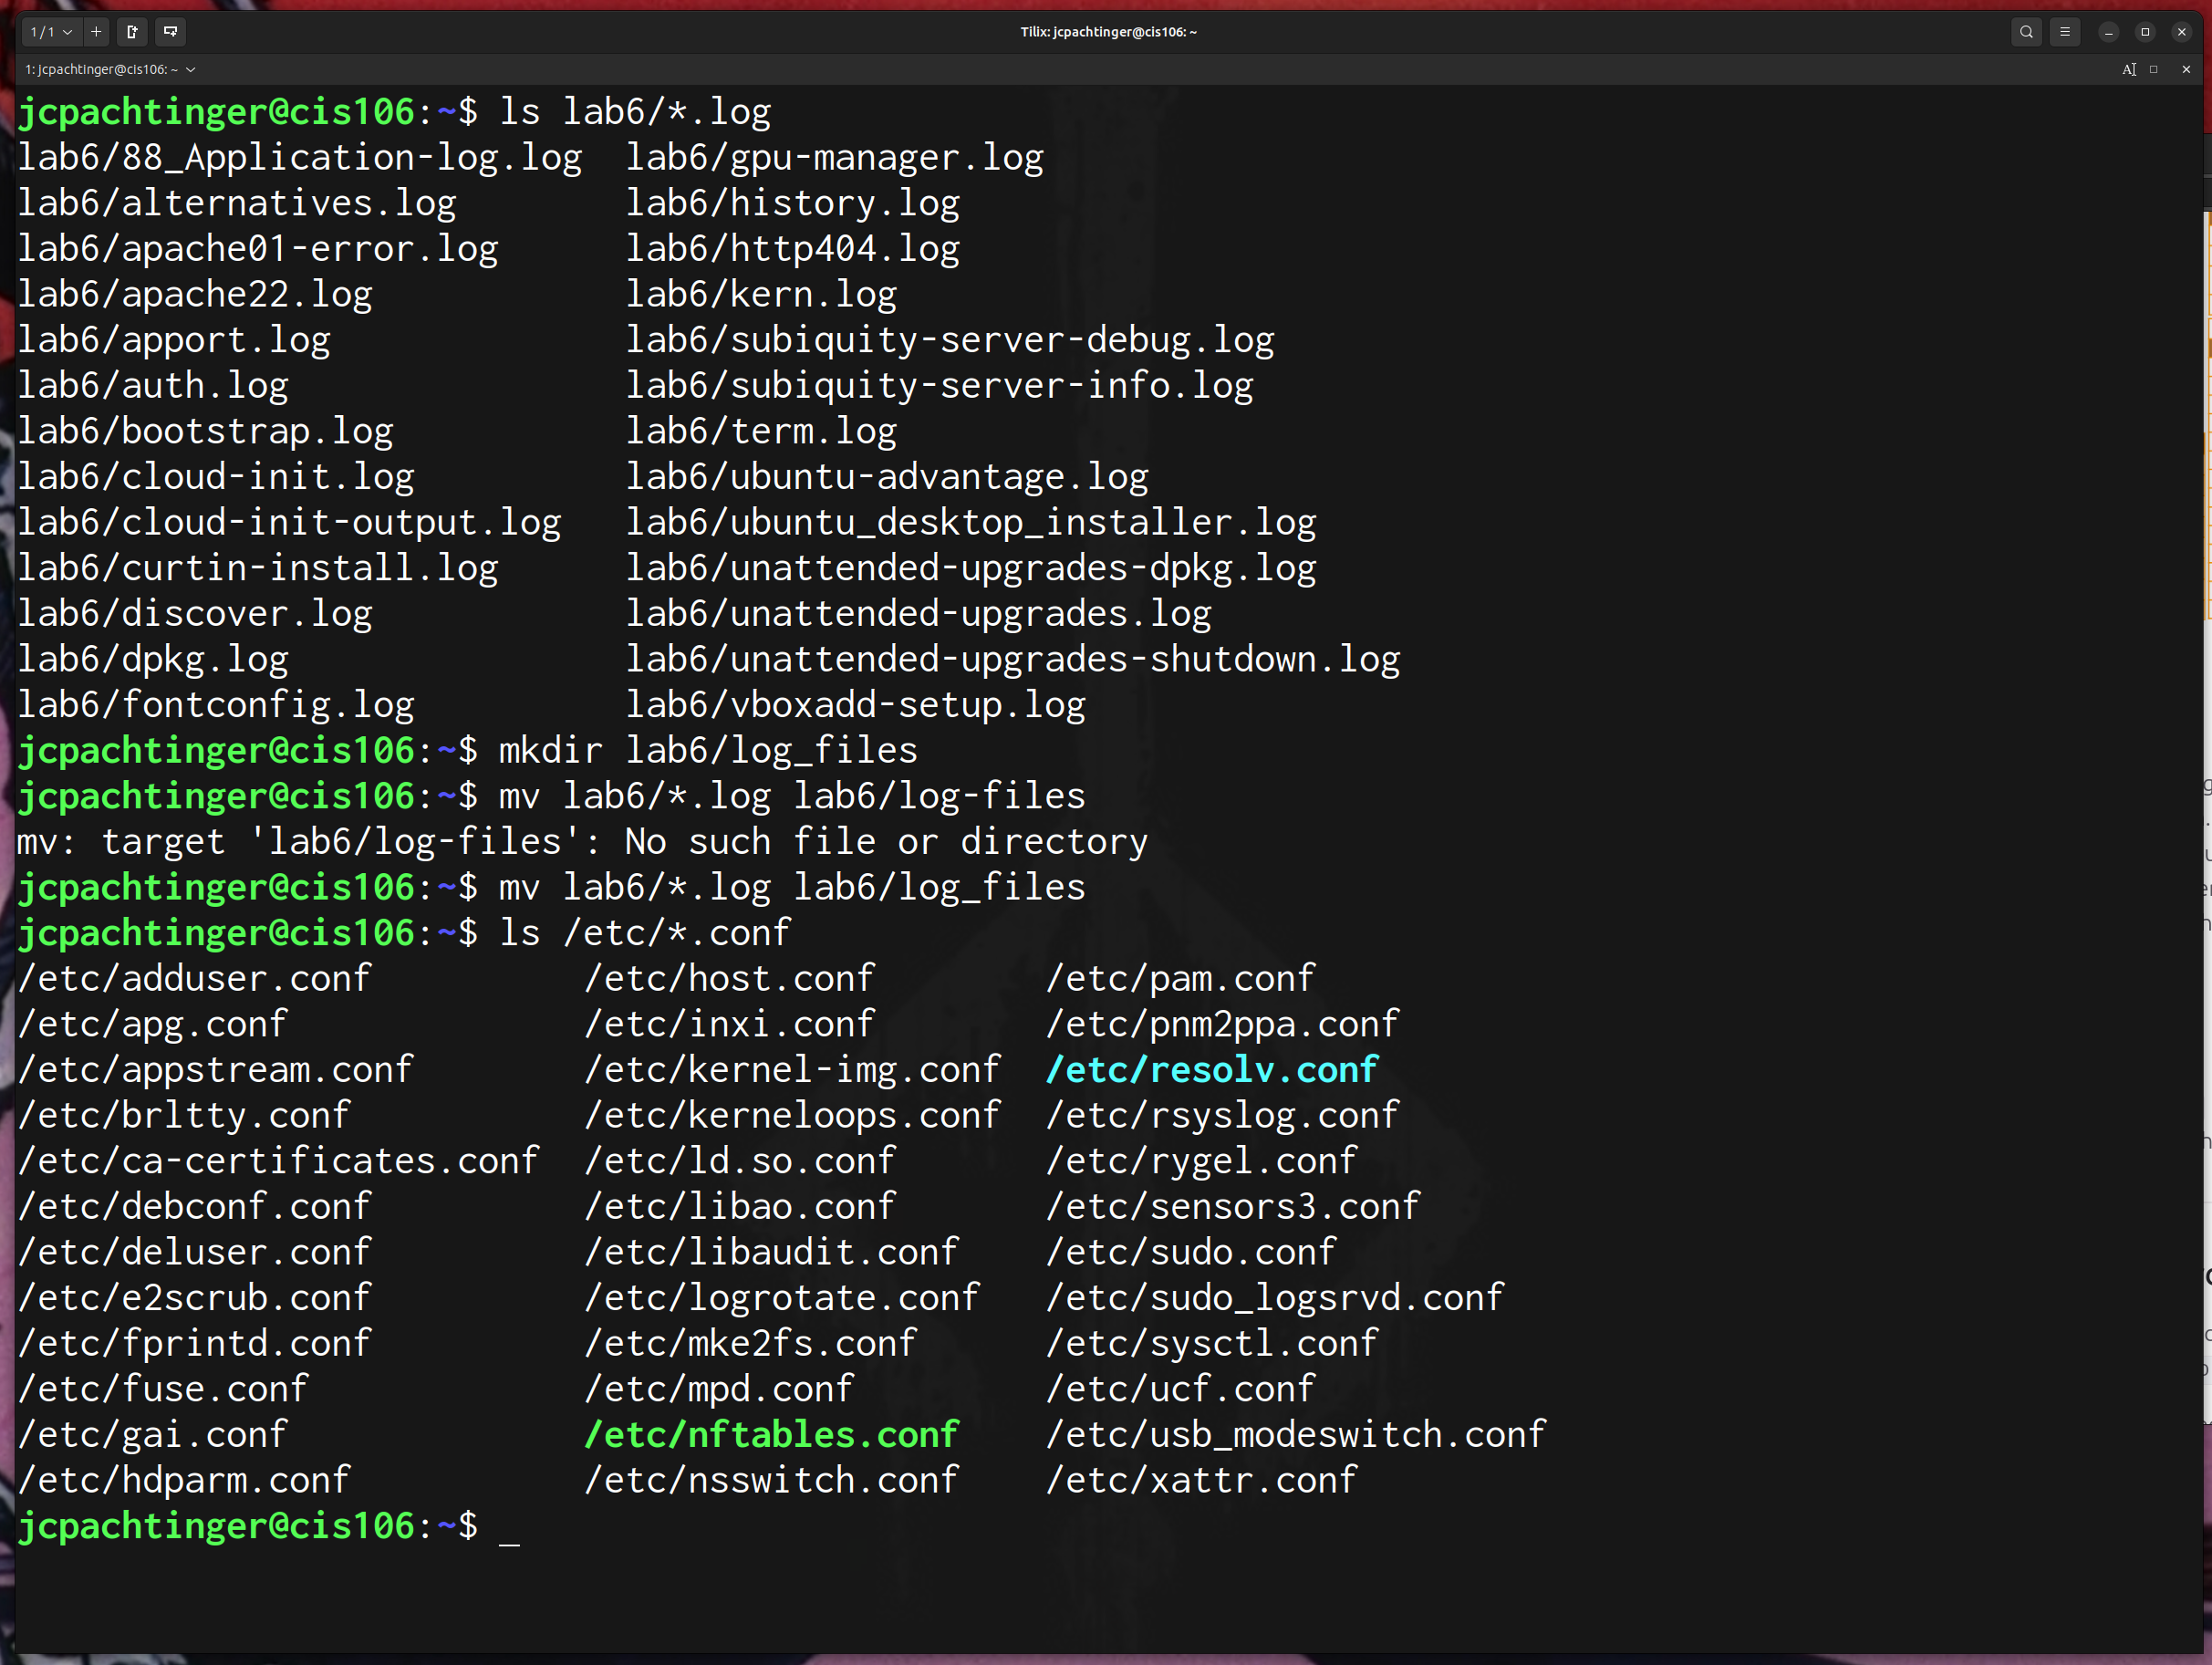 1 / 1
Tilix: jcpachtinger@cis106: ~
1: jcpachtinger@cis106: ~
jcpachtinger@cis106:~$ ls lab6/*.log
lab6/88_Application-log.log  lab6/gpu-manager.log
lab6/alternatives.log        lab6/history.log
lab6/apache01-error.log      lab6/http404.log
lab6/apache22.log            lab6/kern.log
lab6/apport.log              lab6/subiquity-server-debug.log
lab6/auth.log                lab6/subiquity-server-info.log
lab6/bootstrap.log           lab6/term.log
lab6/cloud-init.log          lab6/ubuntu-advantage.log
lab6/cloud-init-output.log   lab6/ubuntu_desktop_installer.log
lab6/curtin-install.log      lab6/unattended-upgrades-dpkg.log
lab6/discover.log            lab6/unattended-upgrades.log
lab6/dpkg.log                lab6/unattended-upgrades-shutdown.log
lab6/fontconfig.log          lab6/vboxadd-setup.log
jcpachtinger@cis106:~$ mkdir lab6/log_files
jcpachtinger@cis106:~$ mv lab6/*.log lab6/log-files
mv: target 'lab6/log-files': No such file or directory
jcpachtinger@cis106:~$ mv lab6/*.log lab6/log_files
jcpachtinger@cis106:~$ ls /etc/*.conf
/etc/adduser.conf          /etc/host.conf        /etc/pam.conf
/etc/apg.conf              /etc/inxi.conf        /etc/pnm2ppa.conf
/etc/appstream.conf        /etc/kernel-img.conf  /etc/resolv.conf
/etc/brltty.conf           /etc/kerneloops.conf  /etc/rsyslog.conf
/etc/ca-certificates.conf  /etc/ld.so.conf       /etc/rygel.conf
/etc/debconf.conf          /etc/libao.conf       /etc/sensors3.conf
/etc/deluser.conf          /etc/libaudit.conf    /etc/sudo.conf
/etc/e2scrub.conf          /etc/logrotate.conf   /etc/sudo_logsrvd.conf
/etc/fprintd.conf          /etc/mke2fs.conf      /etc/sysctl.conf
/etc/fuse.conf             /etc/mpd.conf         /etc/ucf.conf
/etc/gai.conf              /etc/nftables.conf    /etc/usb_modeswitch.conf
/etc/hdparm.conf           /etc/nsswitch.conf    /etc/xattr.conf
jcpachtinger@cis106:~$ _